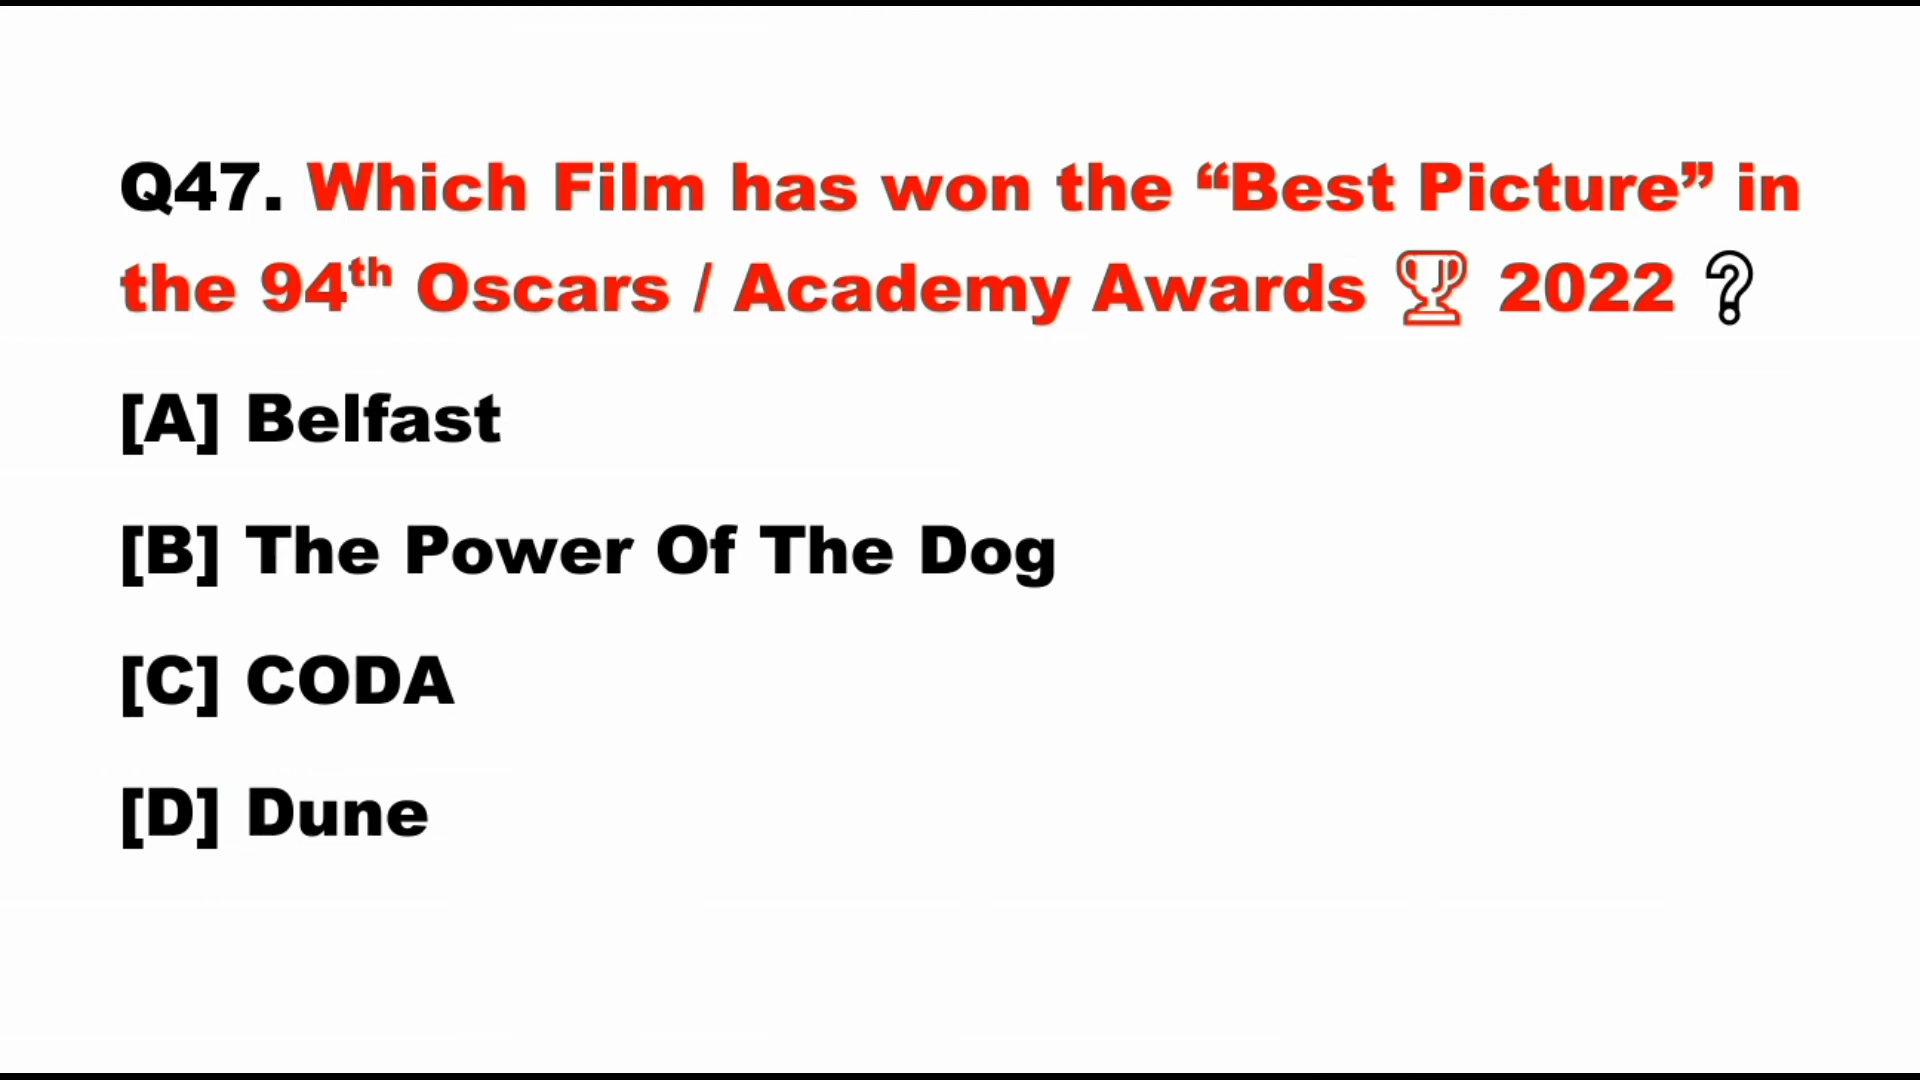 Q47. Which Film has won the “Best Picture” in
the 94th Oscars / Academy Awards 🏆 2022 ?
[A] Belfast
[B] The Power Of The Dog
[C] CODA
[D] Dune